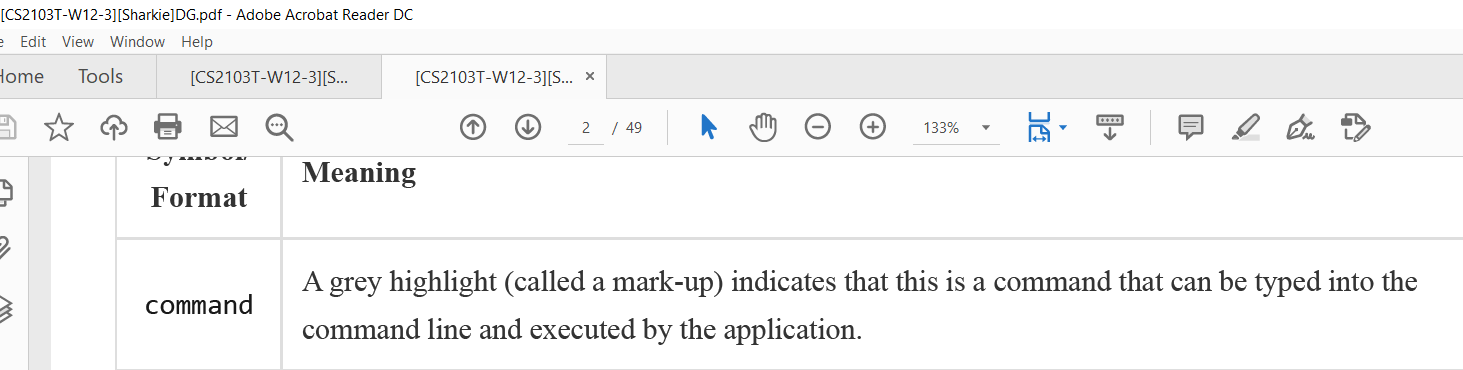 [CS2103T-W12-3][Sharkie]DG.pdf - Adobe Acrobat Reader DC
Edit View Window Help
Home Tools [CS2103T-W12-3][S... [CS2103T-W12-3][S... ×
2 / 49 133%
Symbol/ Meaning
Format
A grey highlight (called a mark-up) indicates that this is a command that can be typed into the
command
command line and executed by the application.